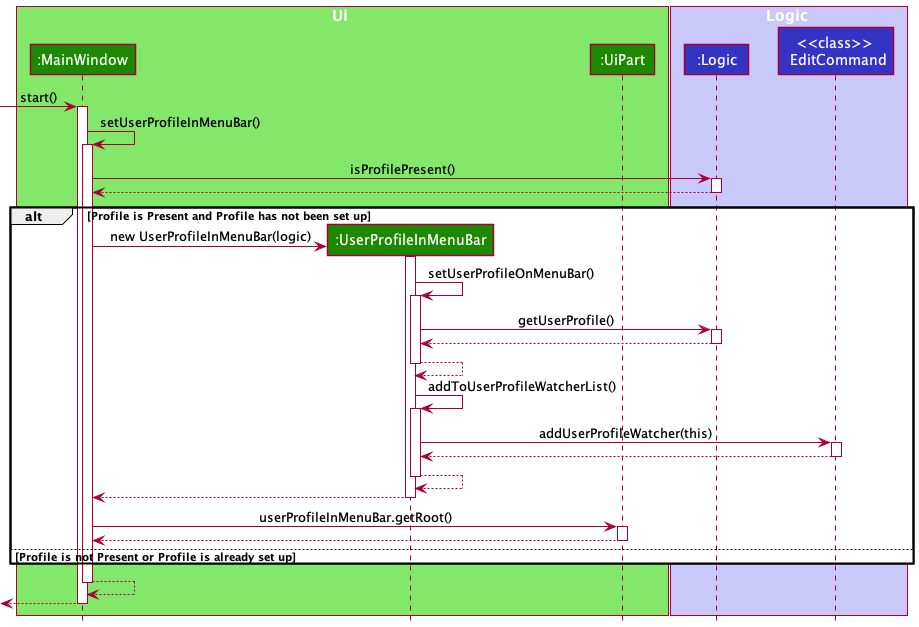 Ui
Logic
:MainWindow
:UiPart
:Logic
<<class>>
EditCommand
start()
setUserProfileInMenuBar()
isProfilePresent()
alt
[Profile is Present and Profile has not been set up]
new UserProfileInMenuBar(logic)
:UserProfileInMenuBar
setUserProfileOnMenuBar()
getUserProfile()
addToUserProfileWatcherList()
addUserProfileWatcher(this)
userProfileInMenuBar.getRoot()
[Profile is not Present or Profile is already set up]